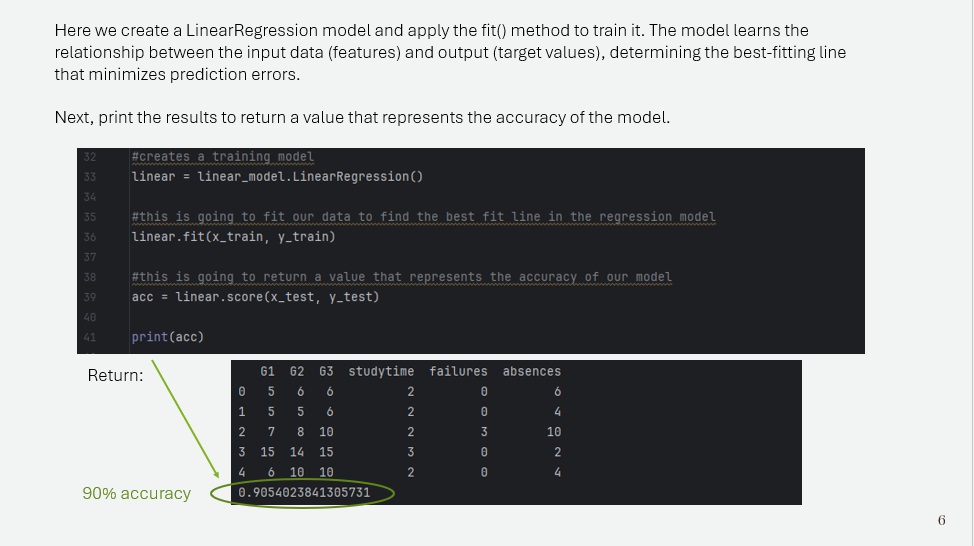 Here we create a LinearRegression model and apply the fit() method to train it. The model learns the
relationship between the input data (features) and output (target values), determining the best-fitting line
that minimizes prediction errors.
Next, print the results to return a value that represents the accuracy of the model.
32 #creates a training model
33 linear = linear_model.LinearRegression()
34
35 #this is going to fit our data to find the best fit line in the regression model
36 linear.fit(x_train, y_train)
37
38 #this is going to return a value that represents the accuracy of our model
39 acc = linear.score(x_test, y_test)
40
41 print(acc)
Return:
G1 G2 G3 studytime failures absences
0 5 6 6 2 0 6
1 5 5 6 2 0 4
2 7 8 10 2 3 10
3 15 14 15 3 0 2
4 6 10 10 2 0 4
90% accuracy 0.9054023841305731
6